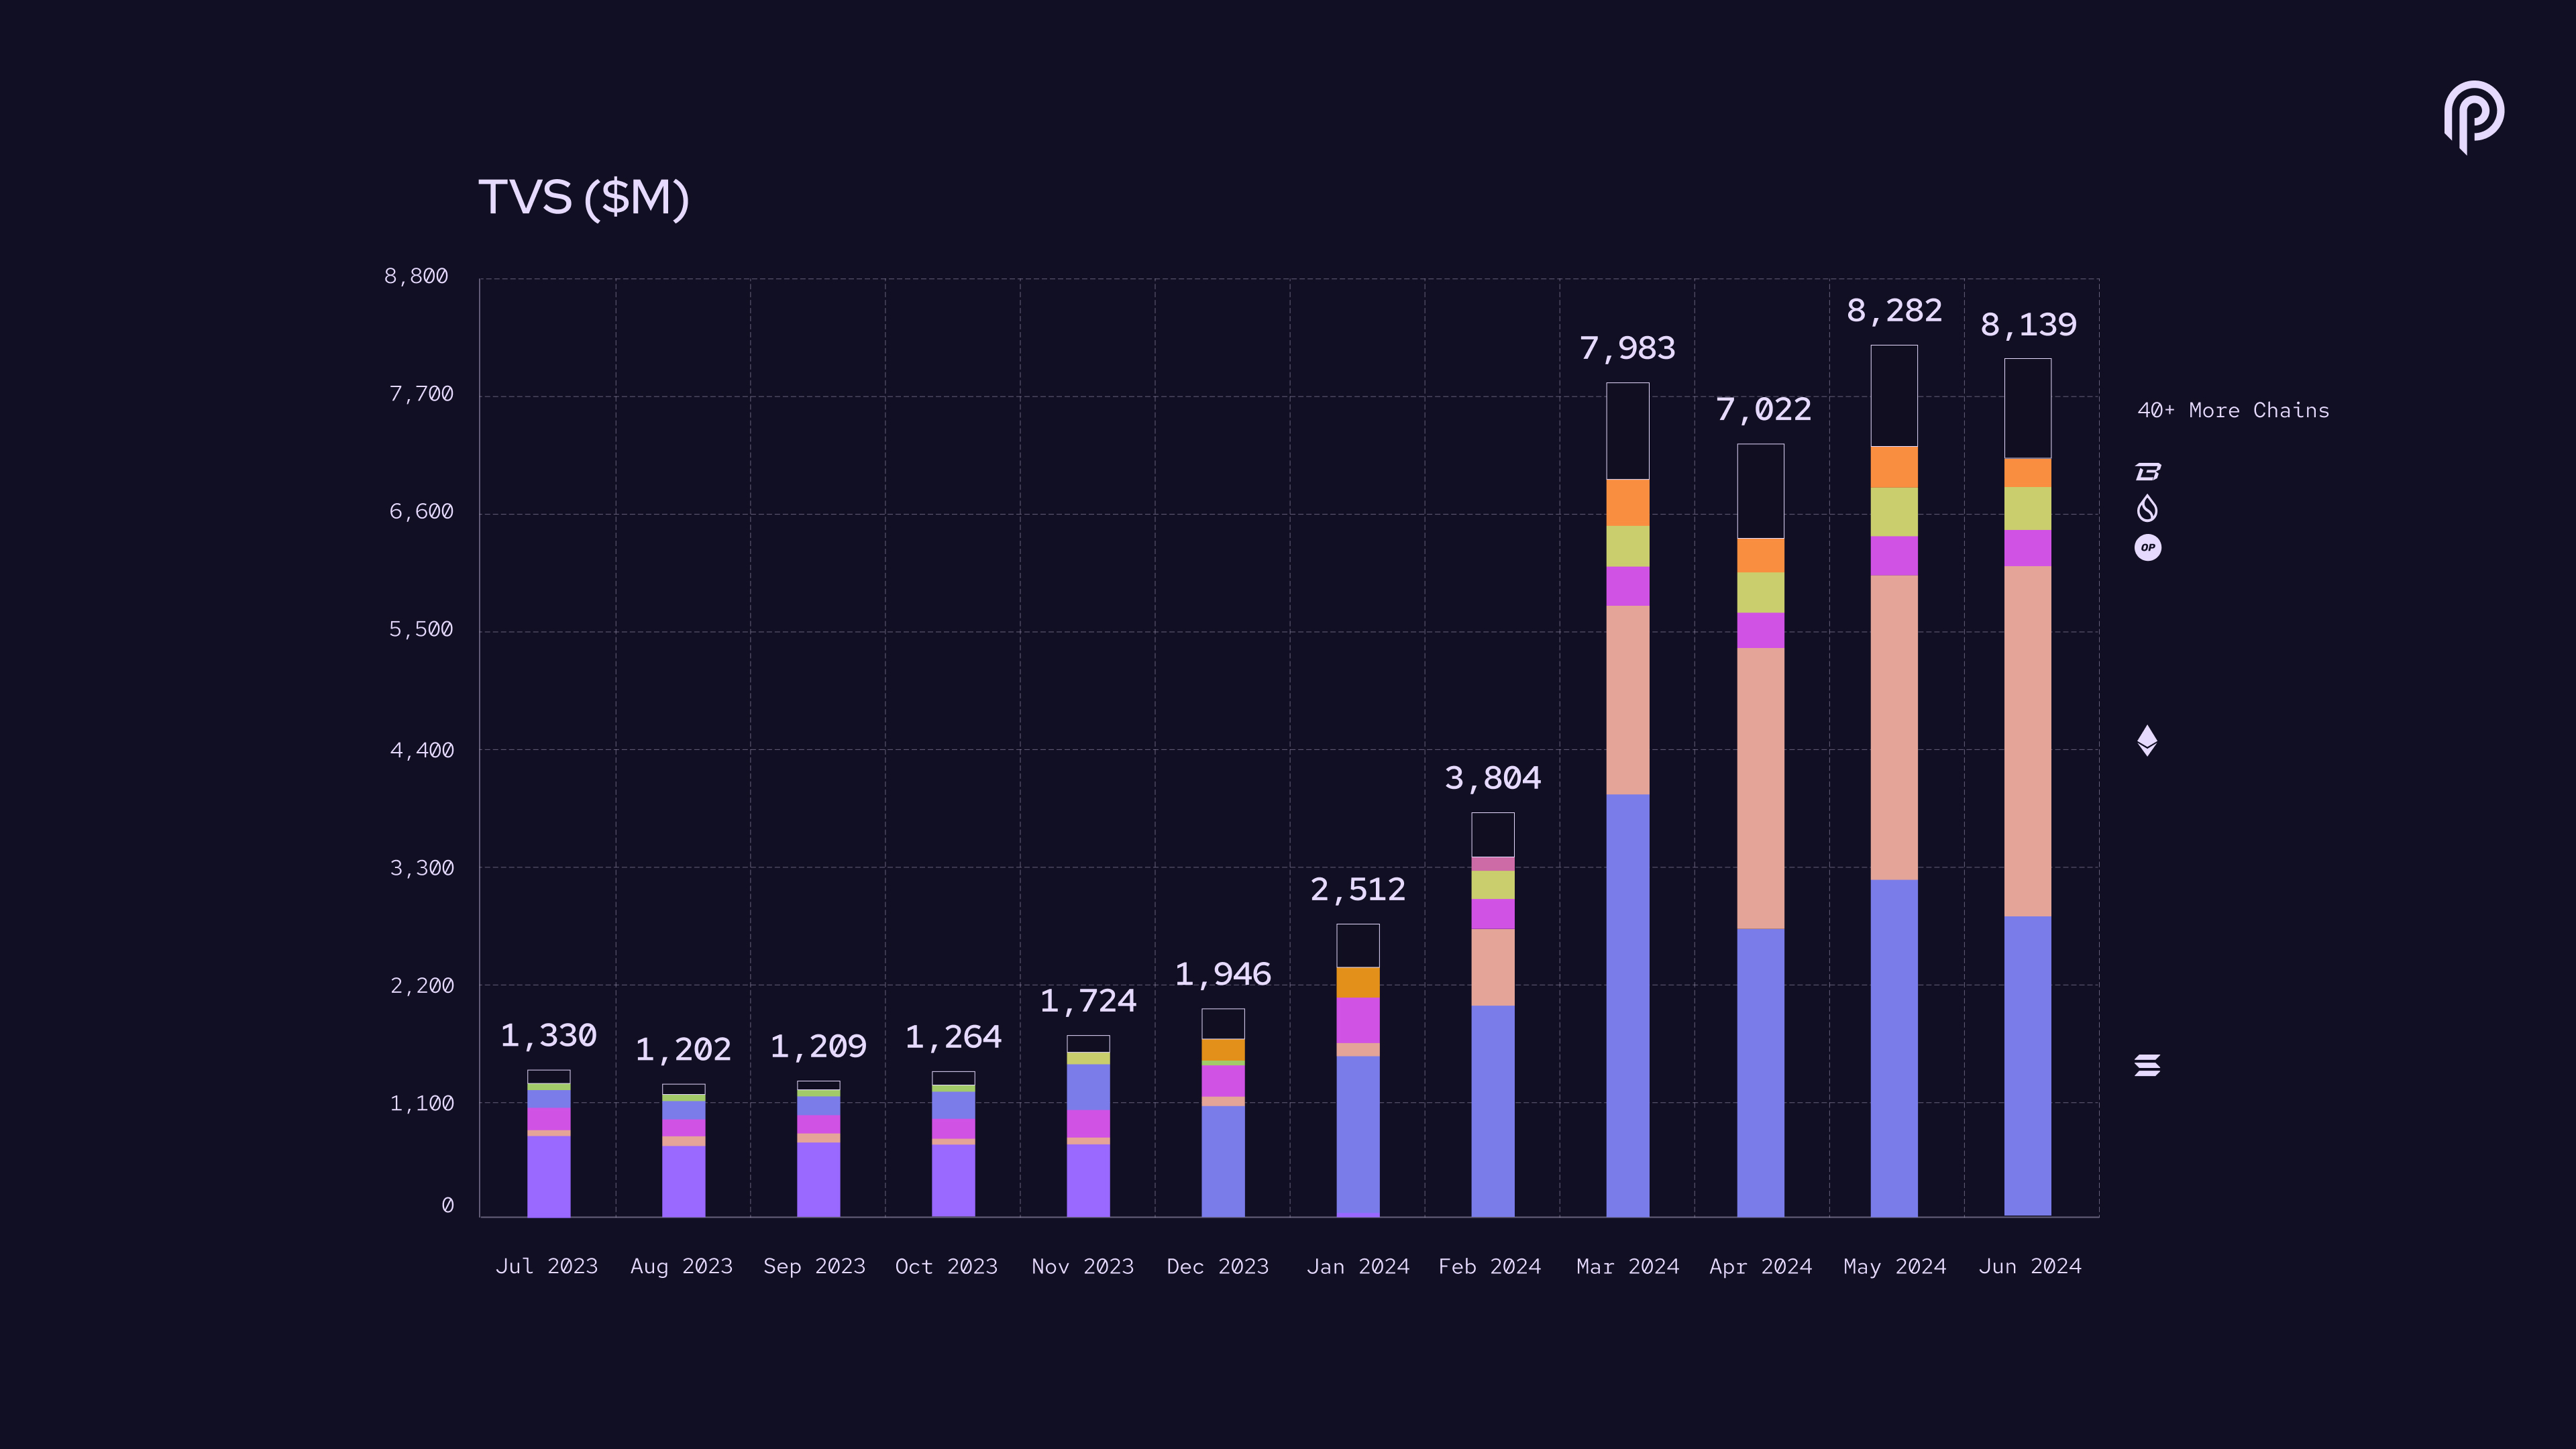 TVS ($M)
8,800
7,700
6,600
5,500
4,400
3,300
2,200
1,100
0
1,330
1,202
1,209
1,264
1,724
1,946
2,512
3,804
7,983
7,022
8,282
8,139
40+ More Chains
OP
Jul 2023
Aug 2023
Sep 2023
Oct 2023
Nov 2023
Dec 2023
Jan 2024
Feb 2024
Mar 2024
Apr 2024
May 2024
Jun 2024